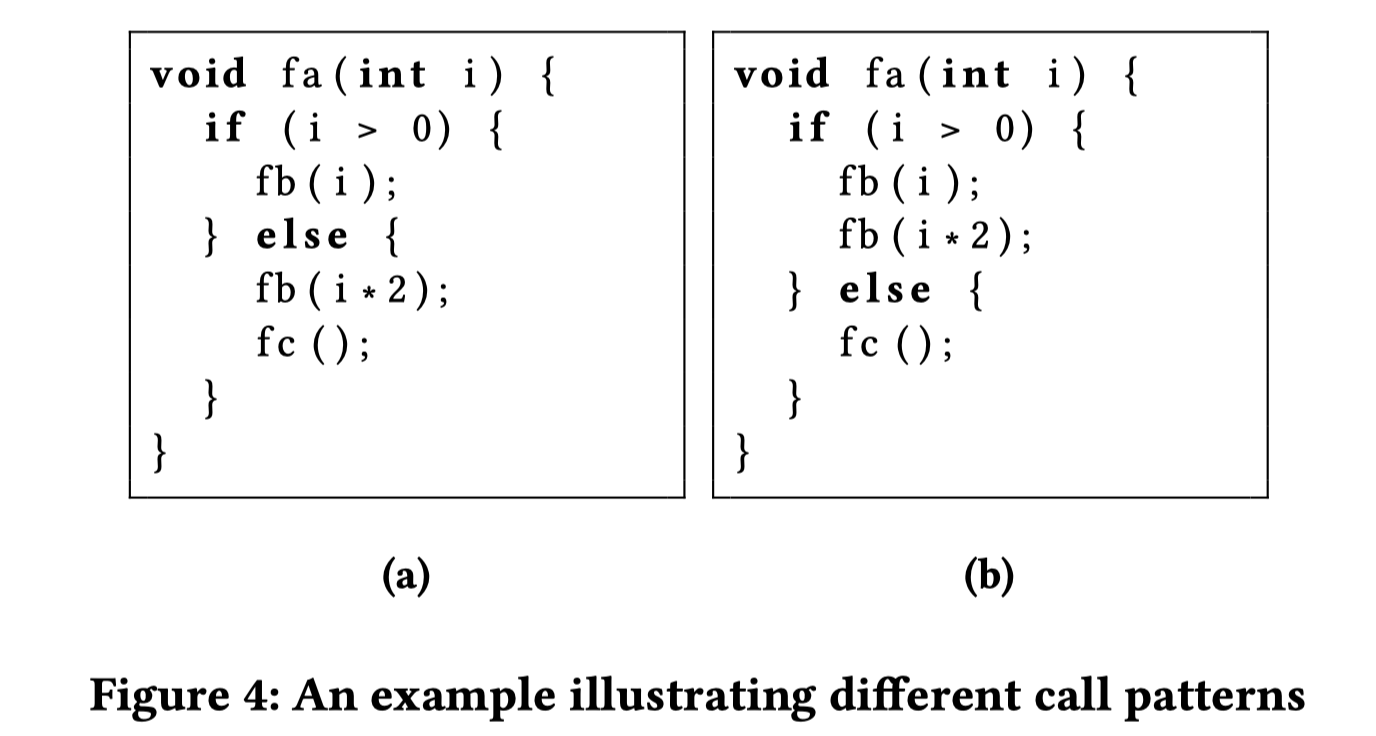 void fa(int i) {
if (i > 0) {
fb(i);
} else {
fb(i*2);
fc();
}
}
(a)
void fa(int i) {
if (i > 0) {
fb(i);
fb(i*2);
} else {
fc();
}
}
(b)
Figure 4: An example illustrating different call patterns